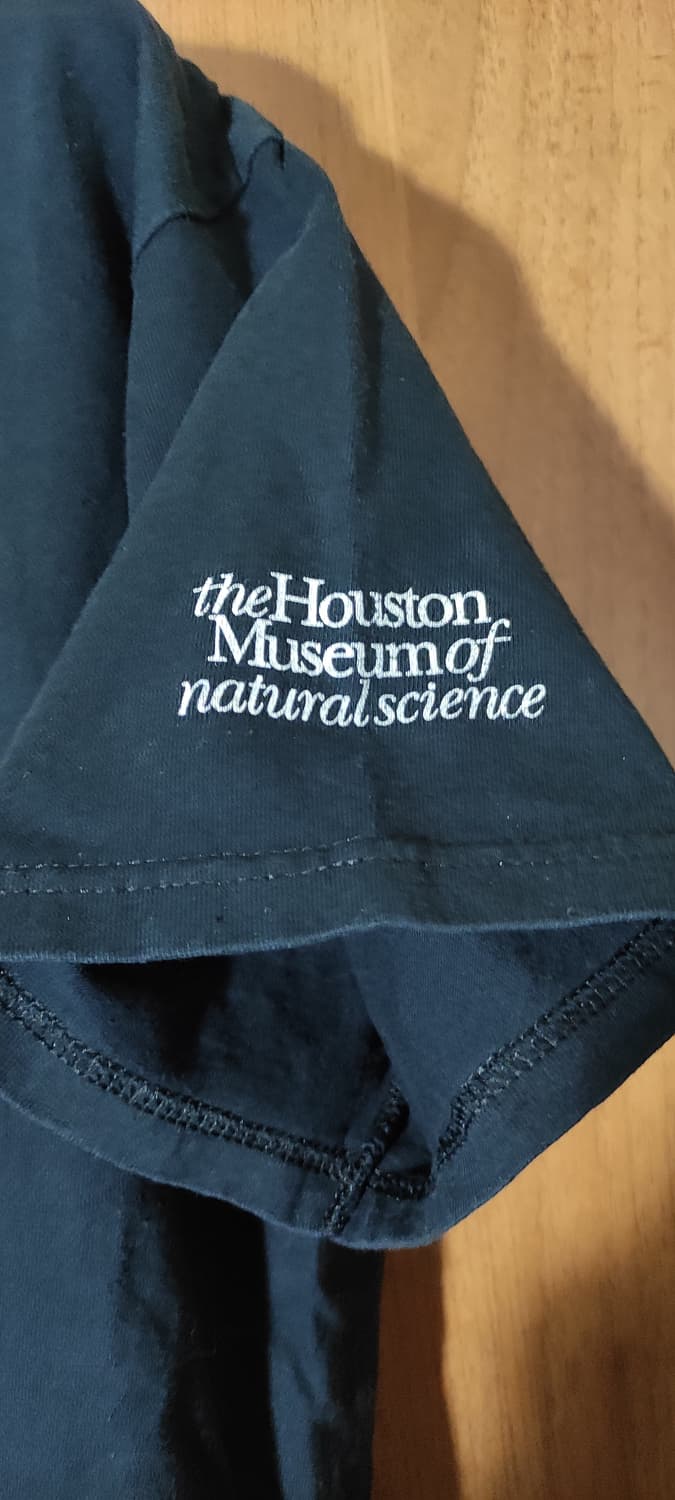 the Houston
Museum of
natural science